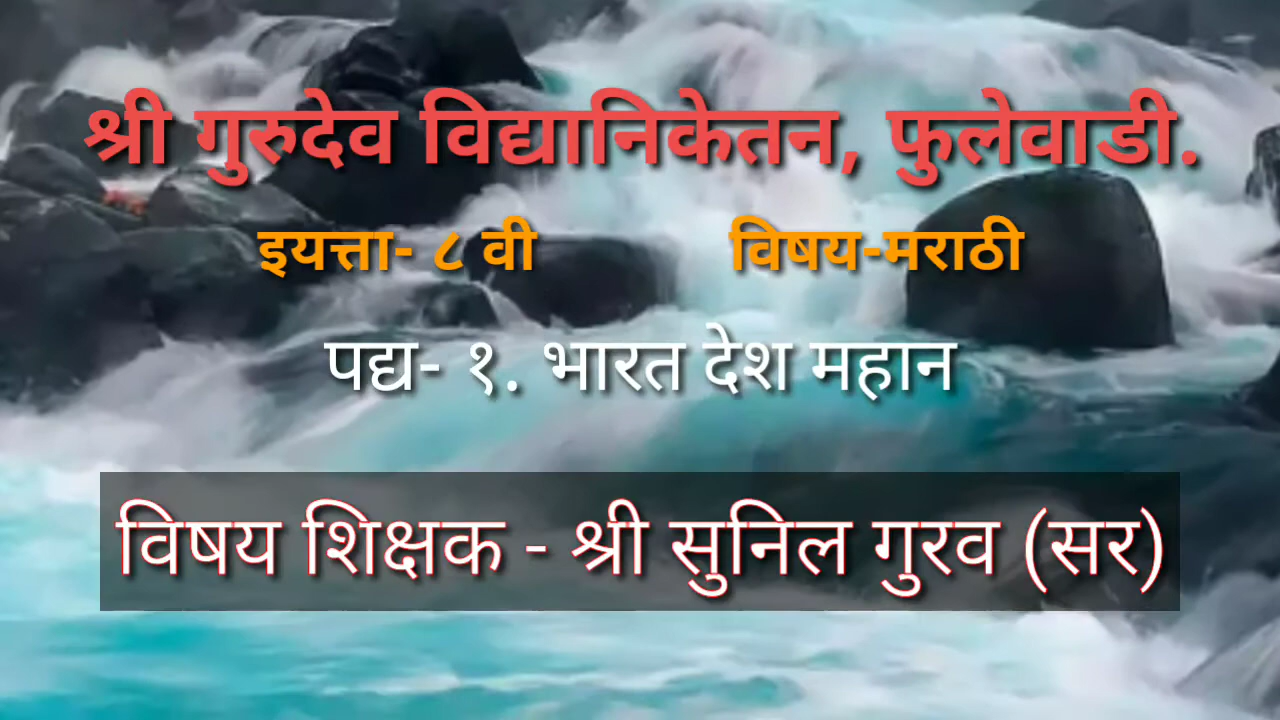 श्री गुरुदेव विद्यानिकेतन, फुलेवाडी.
इयत्ता- ८ वी विषय-मराठी
पद्य- १. भारत देश महान
विषय शिक्षक - श्री सुनिल गुरव (सर)